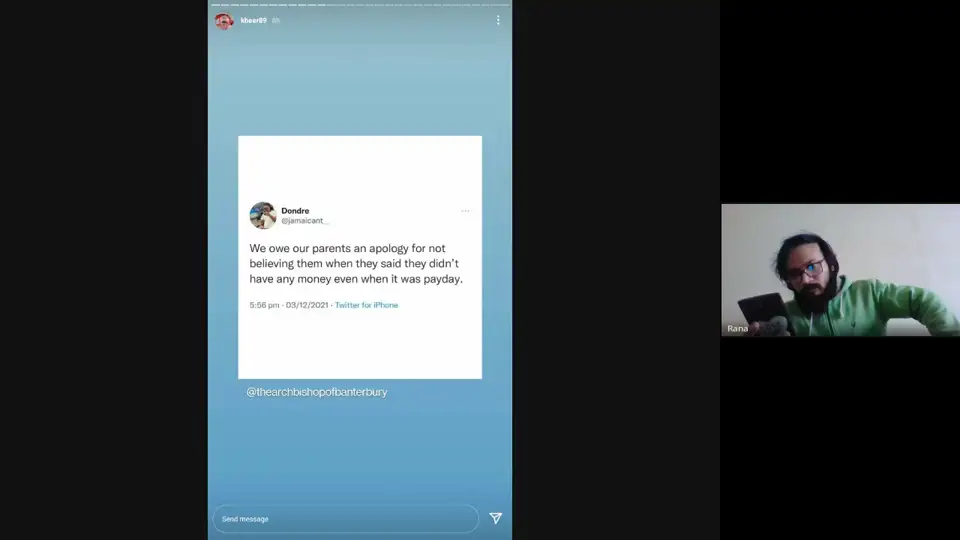 kbeer89 6h
Dondre
@jamaicant__
We owe our parents an apology for not
believing them when they said they didn't
have any money even when it was payday.
5:56 pm · 03/12/2021 · Twitter for iPhone
@thearchbishopofbanterbury
Send message
Rana